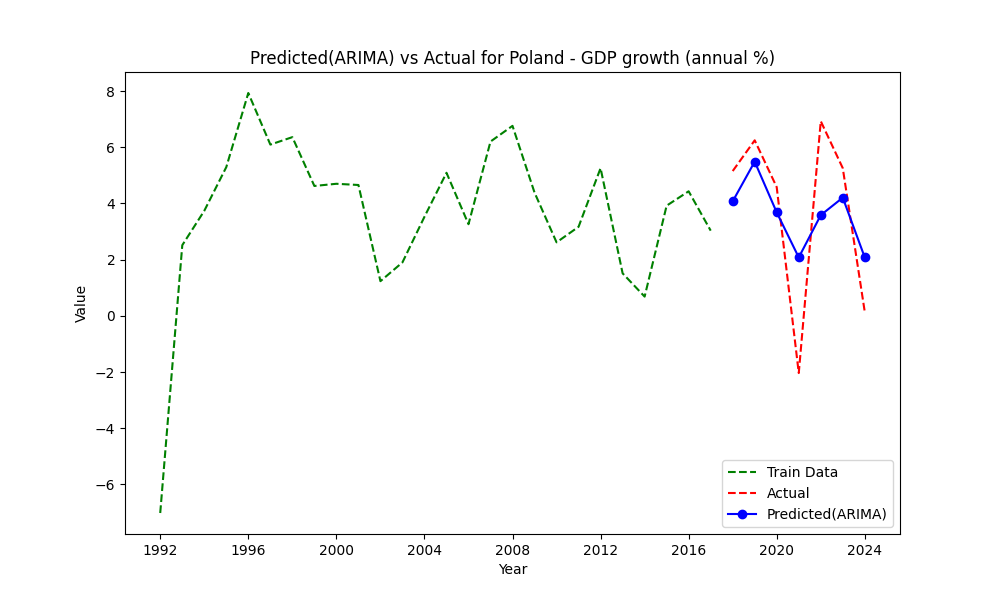 Predicted(ARIMA) vs Actual for Poland - GDP growth (annual %)
8
6
4
2
0
−2
−4
−6
Value
1992 1996 2000 2004 2008 2012 2016 2020 2024
Year
Train Data
Actual
Predicted(ARIMA)